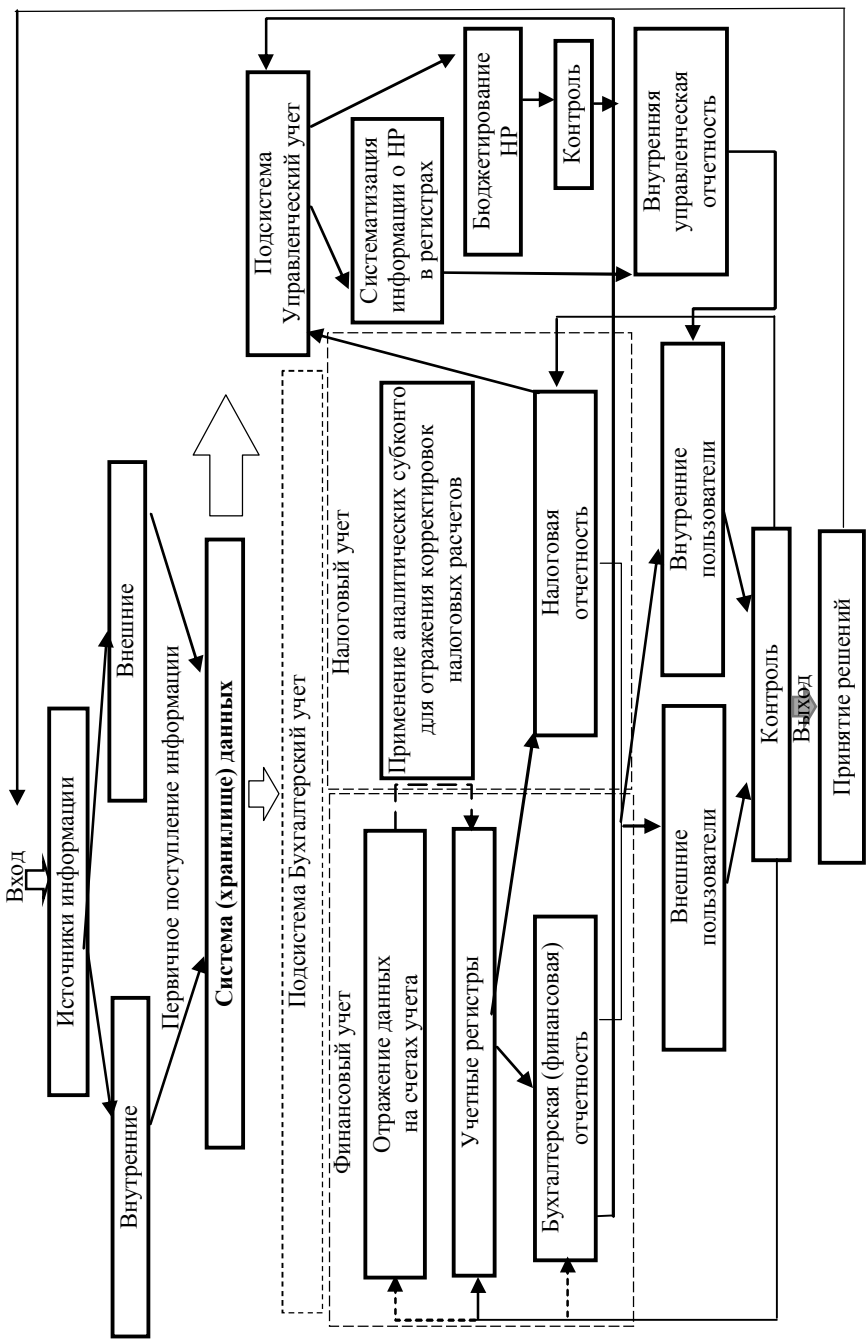 Вход
Источники информации
Внутренние
Внешние
Первичное поступление информации
Система (хранилище) данных
Подсистема Бухгалтерский учет
Подсистема
Управленческий учет
Финансовый учет
Налоговый учет
Отражение данных
на счетах учета
Применение аналитических субконто
для отражения корректировок
налоговых расчетов
Систематизация
информации о НР
в регистрах
Бюджетирование
НР
Учетные регистры
Контроль
Бухгалтерская (финансовая)
отчетность
Налоговая
отчетность
Внутренняя
управленческая
отчетность
Внешние
пользователи
Внутренние
пользователи
Контроль
Выход
Принятие решений